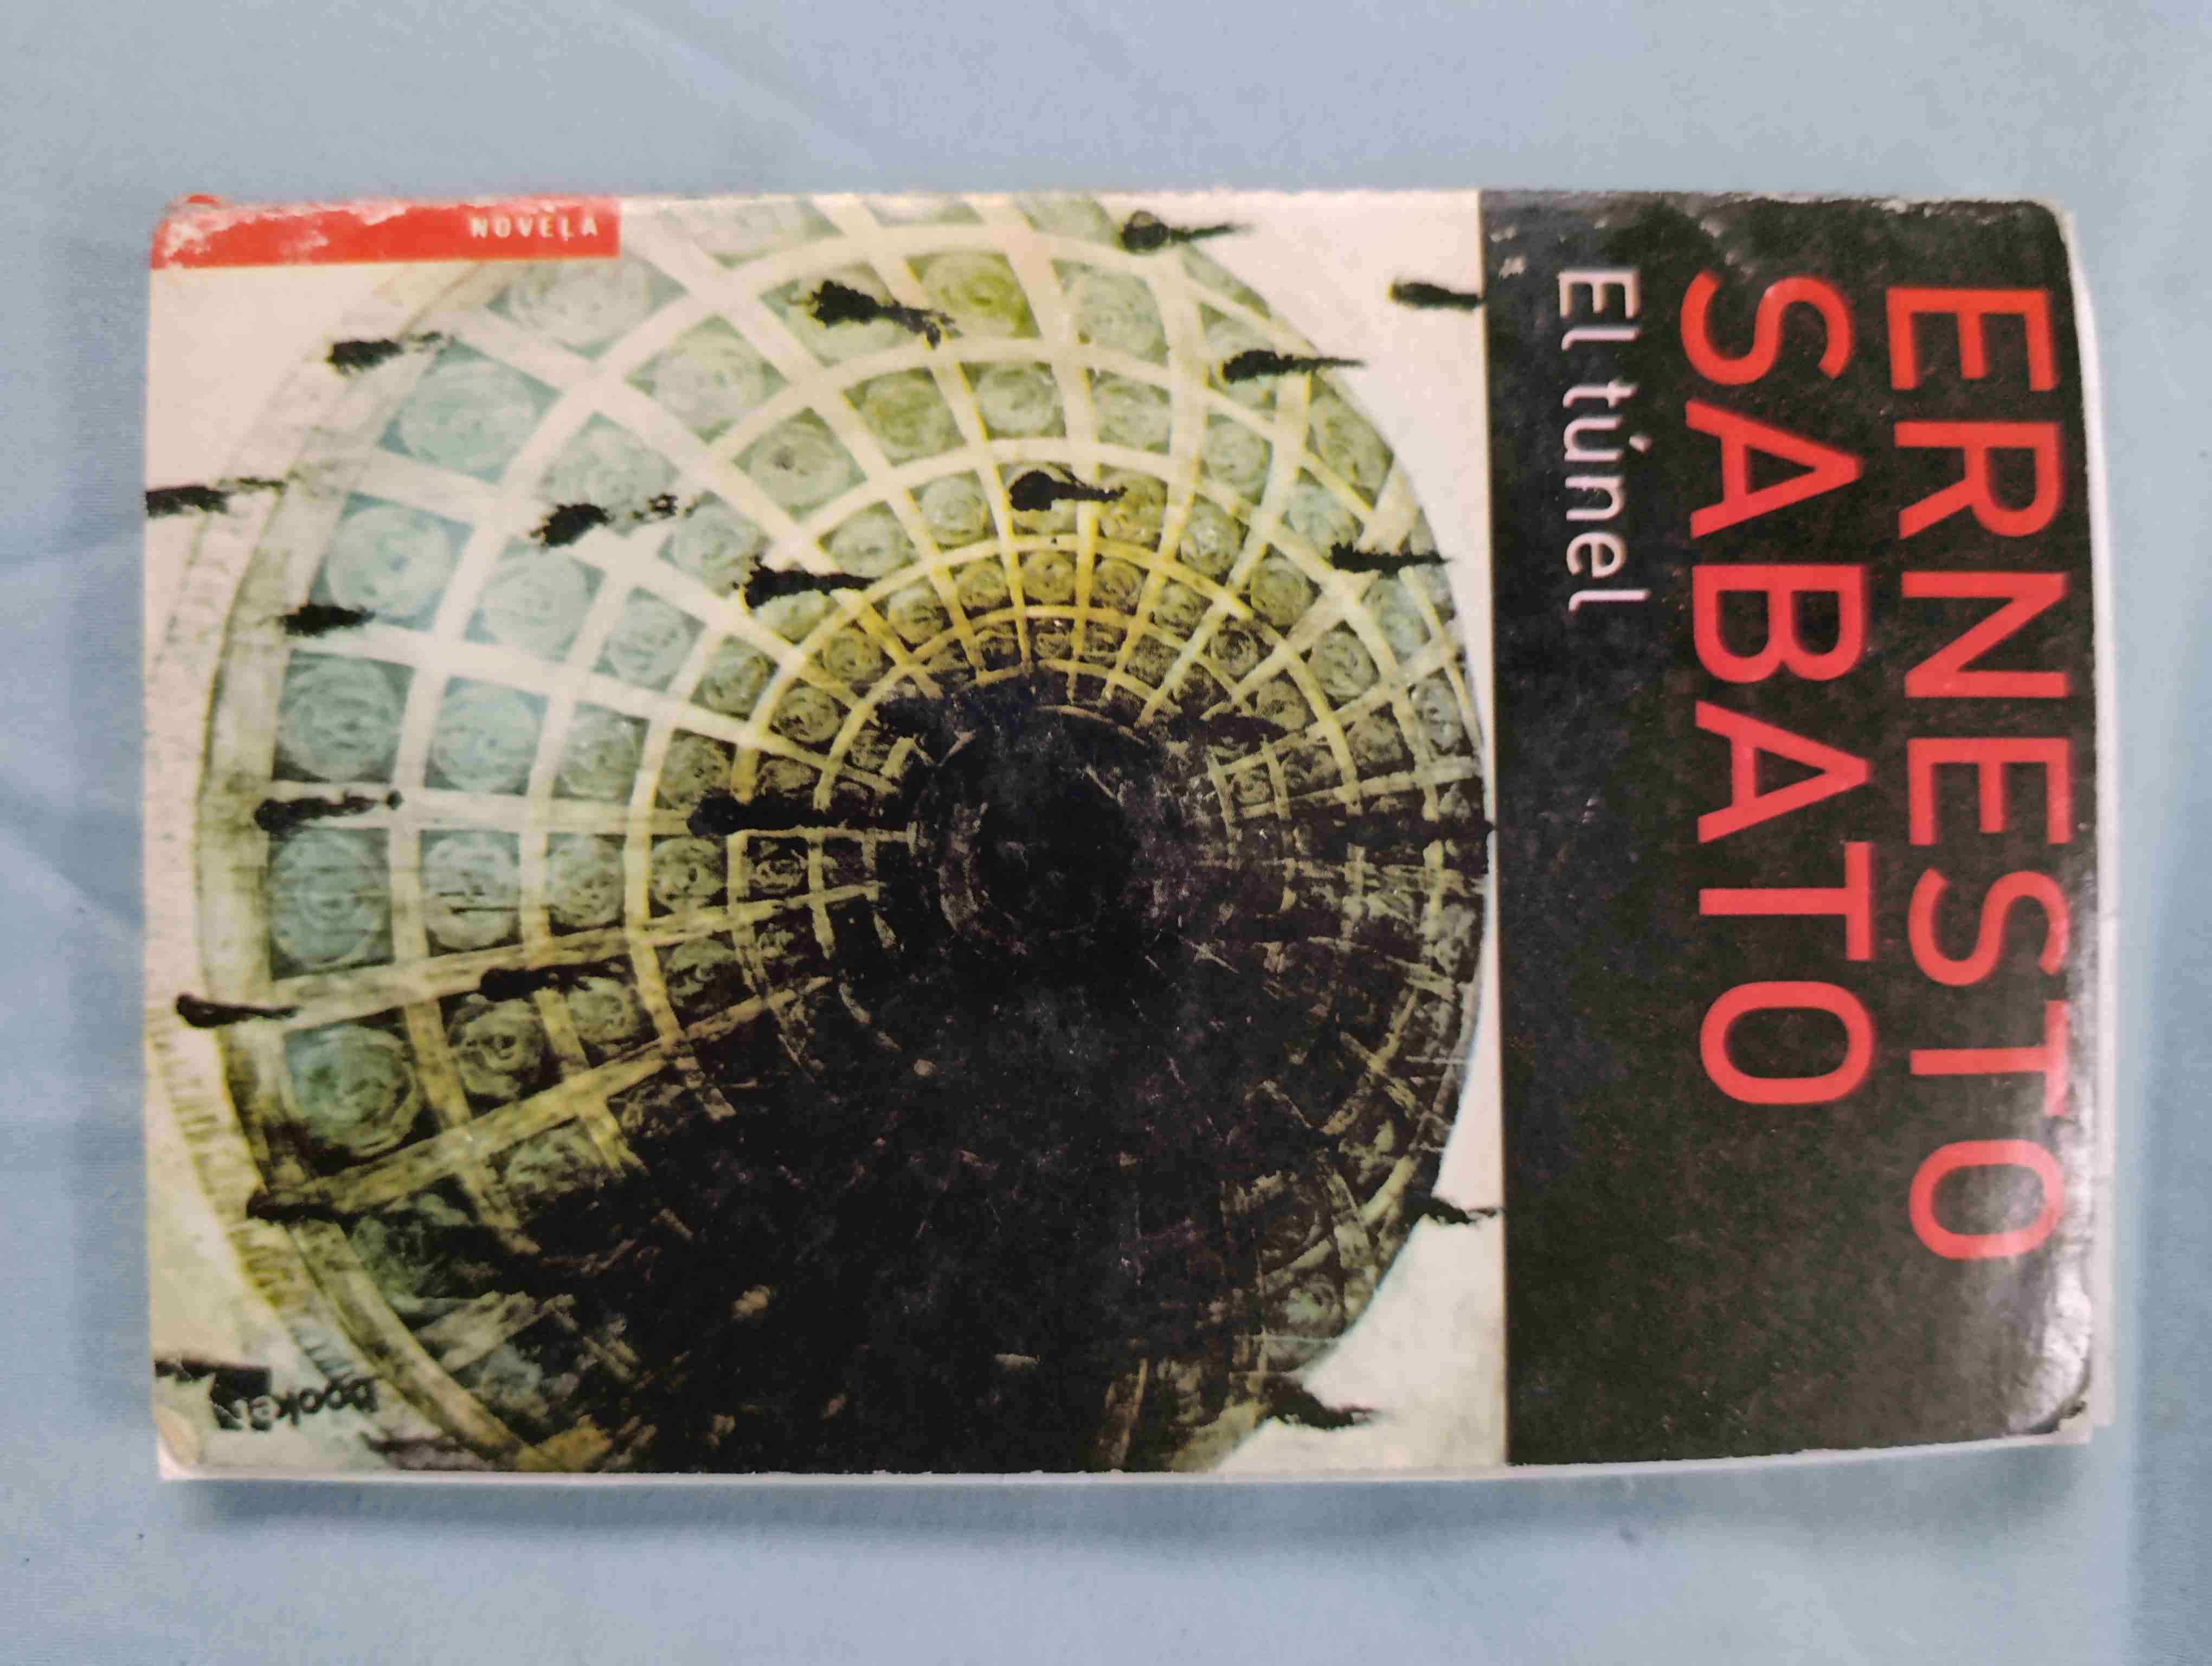 ERNESTO
SABATO
El túnel
NOVELA
booket